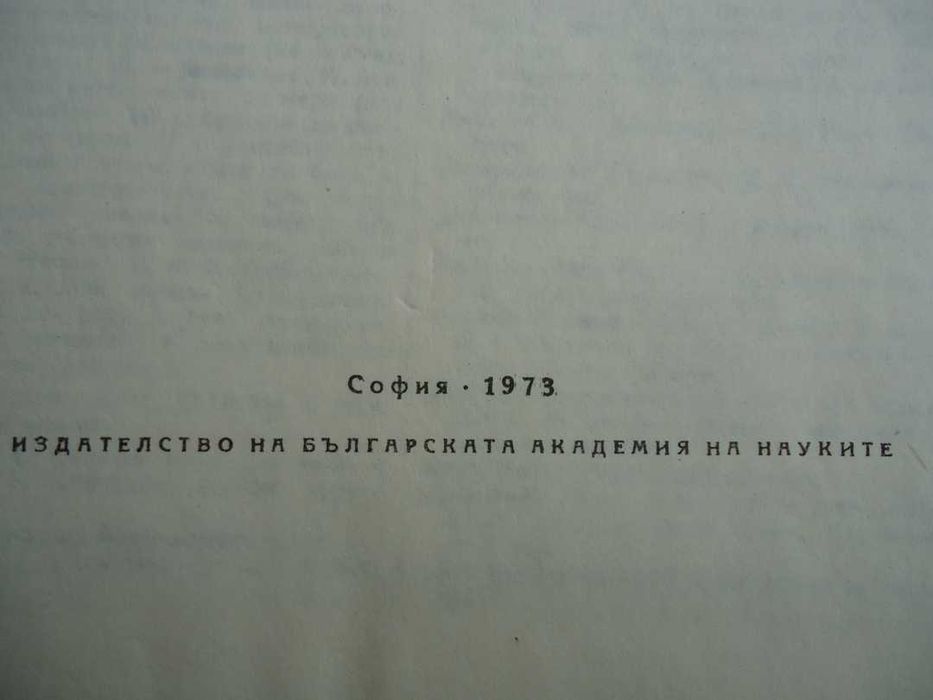 София · 1973
ИЗДАТЕЛСТВО НА БЪЛГАРСКАТА АКАДЕМИЯ НА НАУКИТЕ